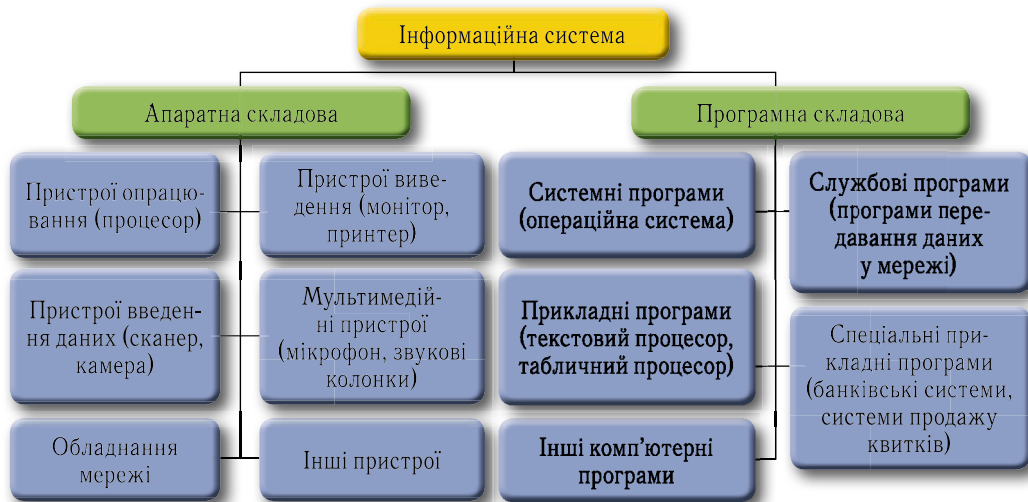 Інформаційна система
Апаратна складова
Програмна складова
Пристрої опрацю-
вання (процесор)
Пристрої виве-
дення (монітор,
принтер)
Системні програми
(операційна система)
Службові програми
(програми пере-
давання даних
у мережі)
Пристрої введен-
ня даних (сканер,
камера)
Мультимедій-
ні пристрої
(мікрофон, звукові
колонки)
Прикладні програми
(текстовий процесор,
табличний процесор)
Спеціальні при-
кладні програми
(банківські системи,
системи продажу
квитків)
Обладнання
мережі
Інші пристрої
Інші комп'ютерні
програми